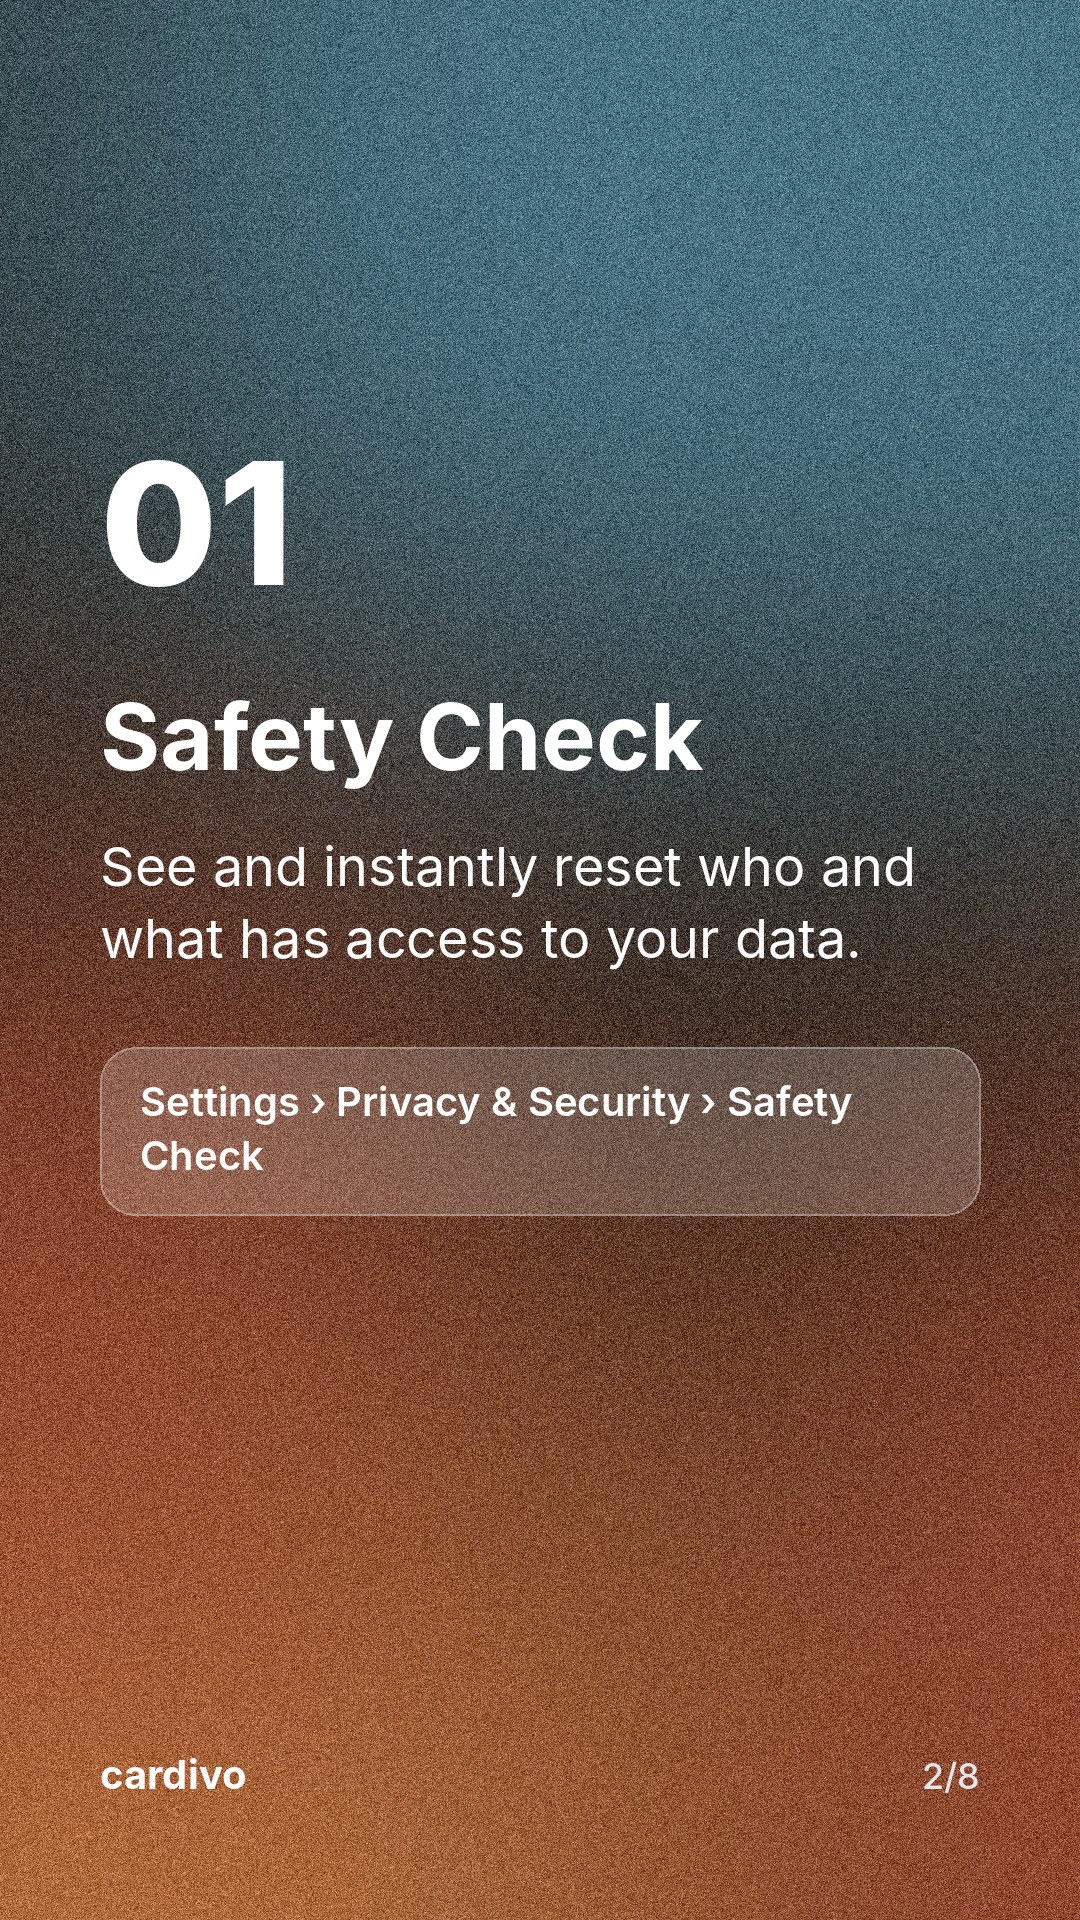 01
Safety Check
See and instantly reset who and
what has access to your data.
Settings › Privacy & Security › Safety
Check
cardivo
2/8